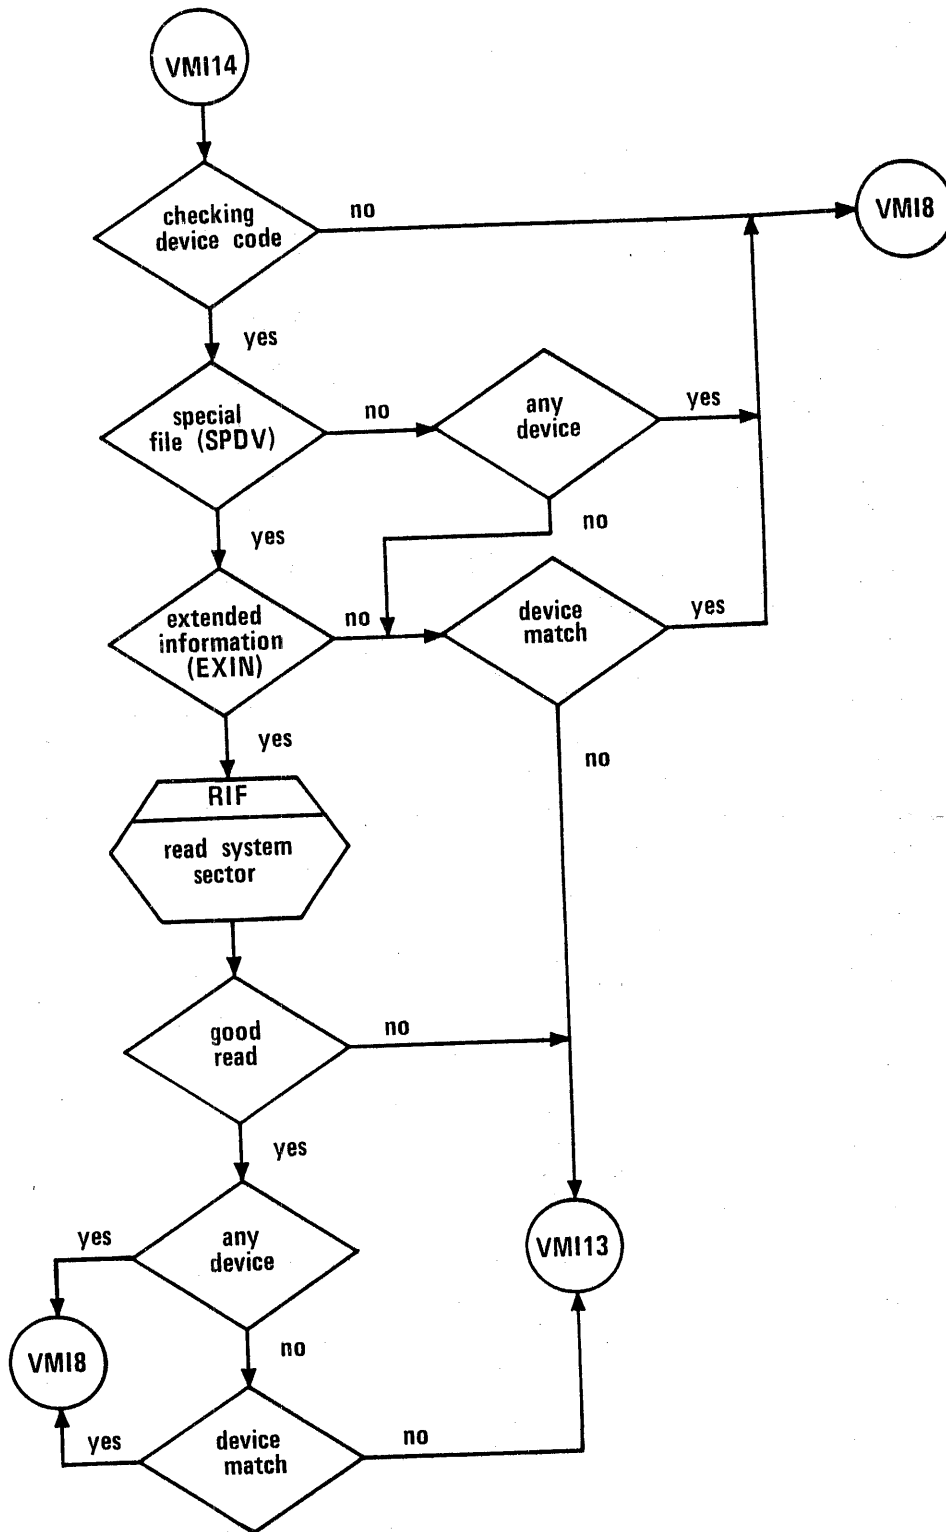 VMI14
checking
device code
no
VMI8
yes
special
file (SPDV)
no
any
device
yes
yes
no
extended
information
(EXIN)
no
device
match
yes
yes
no
RIF
read system
sector
good
read
no
yes
any
device
yes
VMI13
VMI8
no
device
match
yes
no